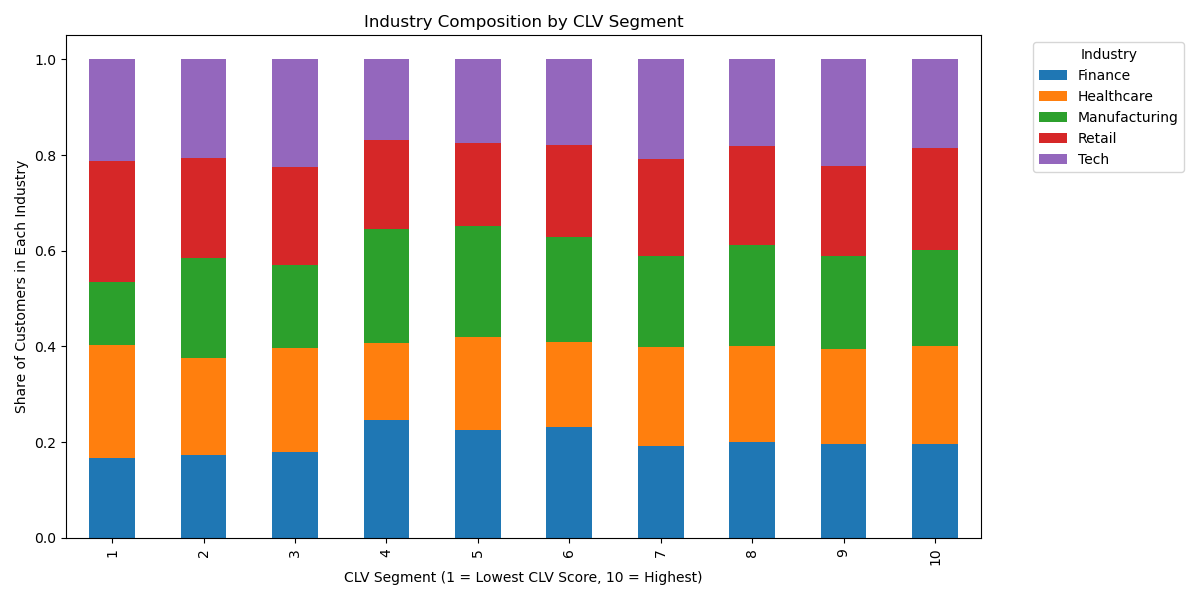 Industry Composition by CLV Segment
Share of Customers in Each Industry
1.0
0.8
0.6
0.4
0.2
0.0
1
2
3
4
5
6
7
8
9
10
CLV Segment (1 = Lowest CLV Score, 10 = Highest)
Industry
Finance
Healthcare
Manufacturing
Retail
Tech